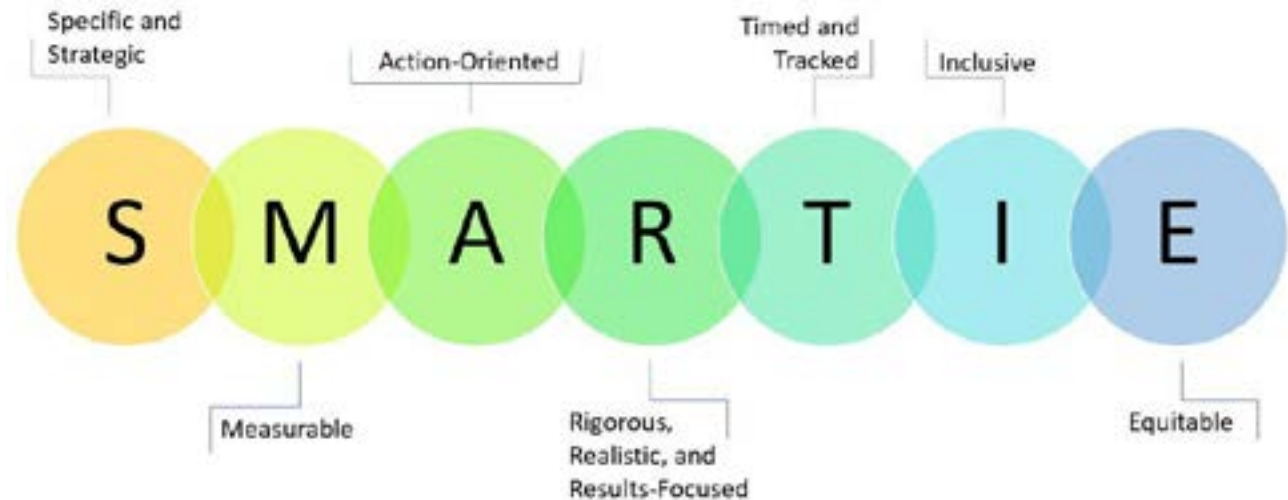 Specific and
Strategic
Action-Oriented
Timed and
Tracked
Inclusive
S M A R T I E
Measurable
Rigorous,
Realistic, and
Results-Focused
Equitable